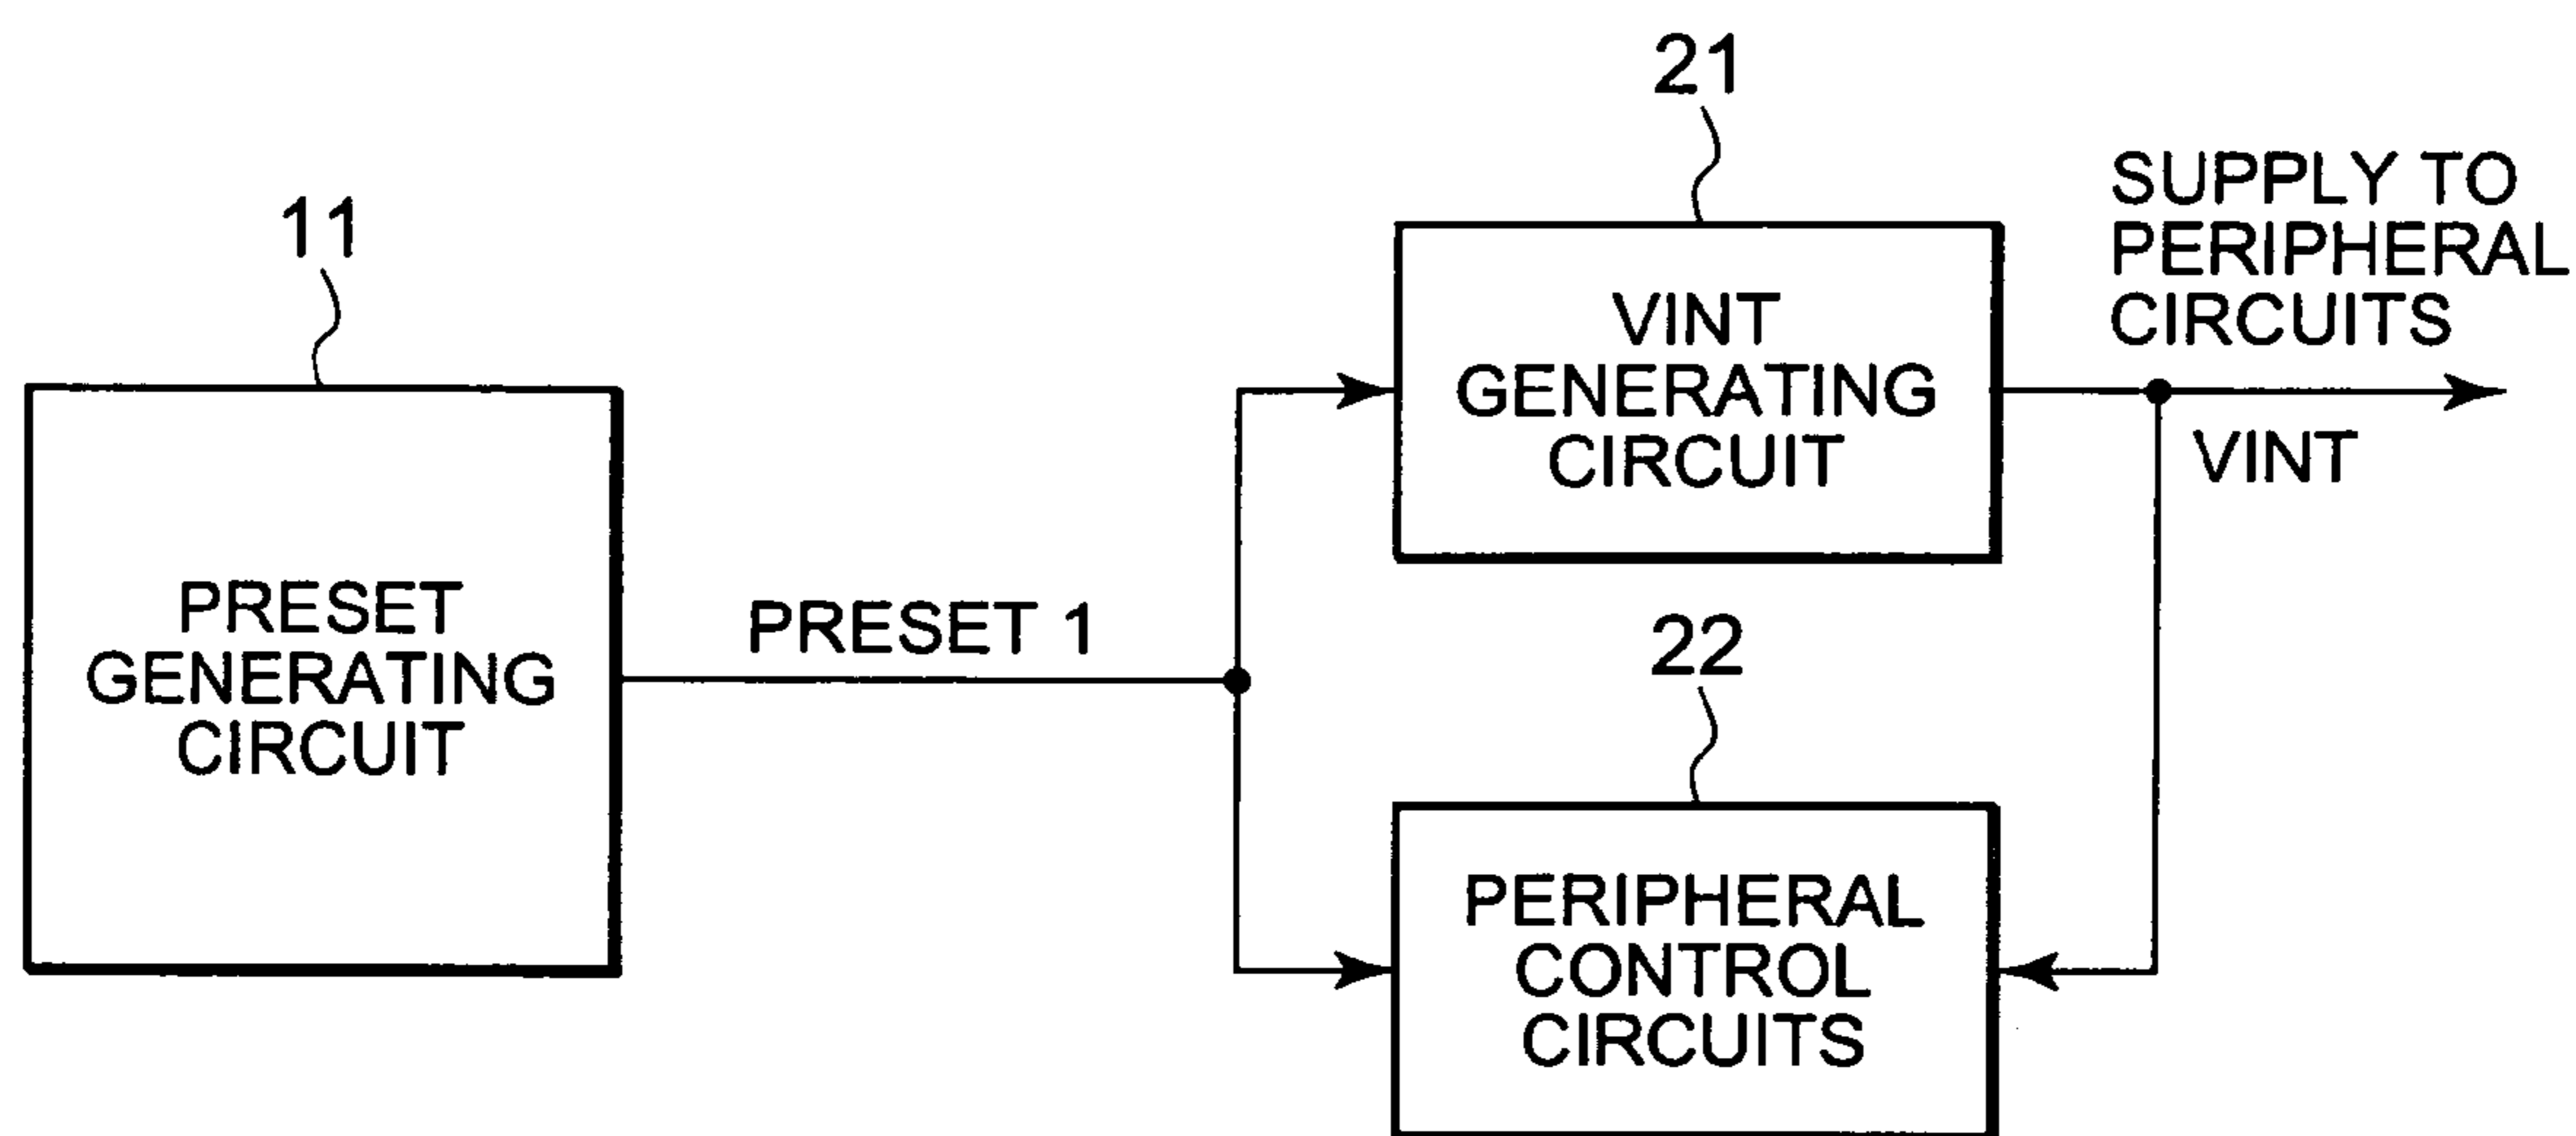 11
PRESET
GENERATING
CIRCUIT
PRESET 1
21
VINT
GENERATING
CIRCUIT
SUPPLY TO
PERIPHERAL
CIRCUITS
VINT
22
PERIPHERAL
CONTROL
CIRCUITS